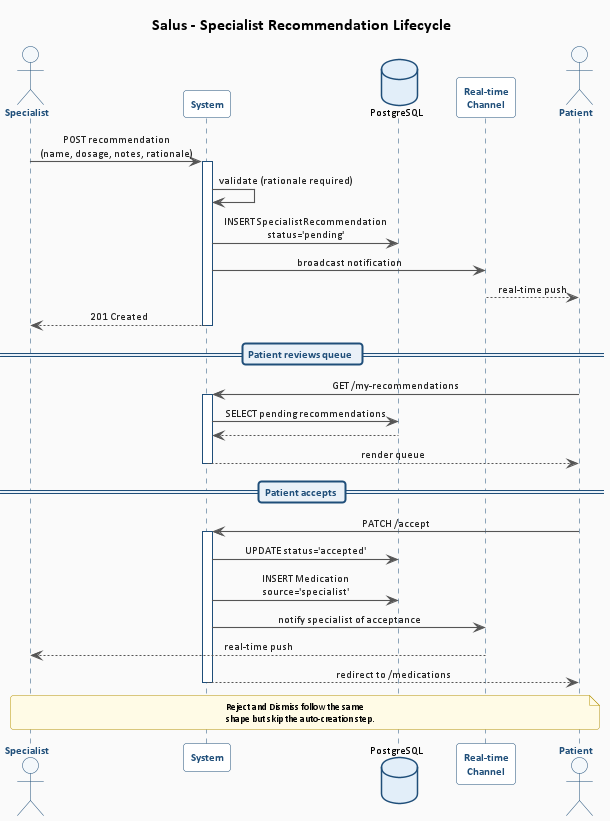 Salus - Specialist Recommendation Lifecycle
Specialist
System
PostgreSQL
Real-time
Channel
Patient
POST recommendation
(name, dosage, notes, rationale)
validate (rationale required)
INSERT SpecialistRecommendation
status='pending'
broadcast notification
real-time push
201 Created
Patient reviews queue
GET /my-recommendations
SELECT pending recommendations
render queue
Patient accepts
PATCH /accept
UPDATE status='accepted'
INSERT Medication
source='specialist'
notify specialist of acceptance
real-time push
redirect to /medications
Reject and Dismiss follow the same
shape but skip the auto-creation step.
Specialist
System
PostgreSQL
Real-time
Channel
Patient